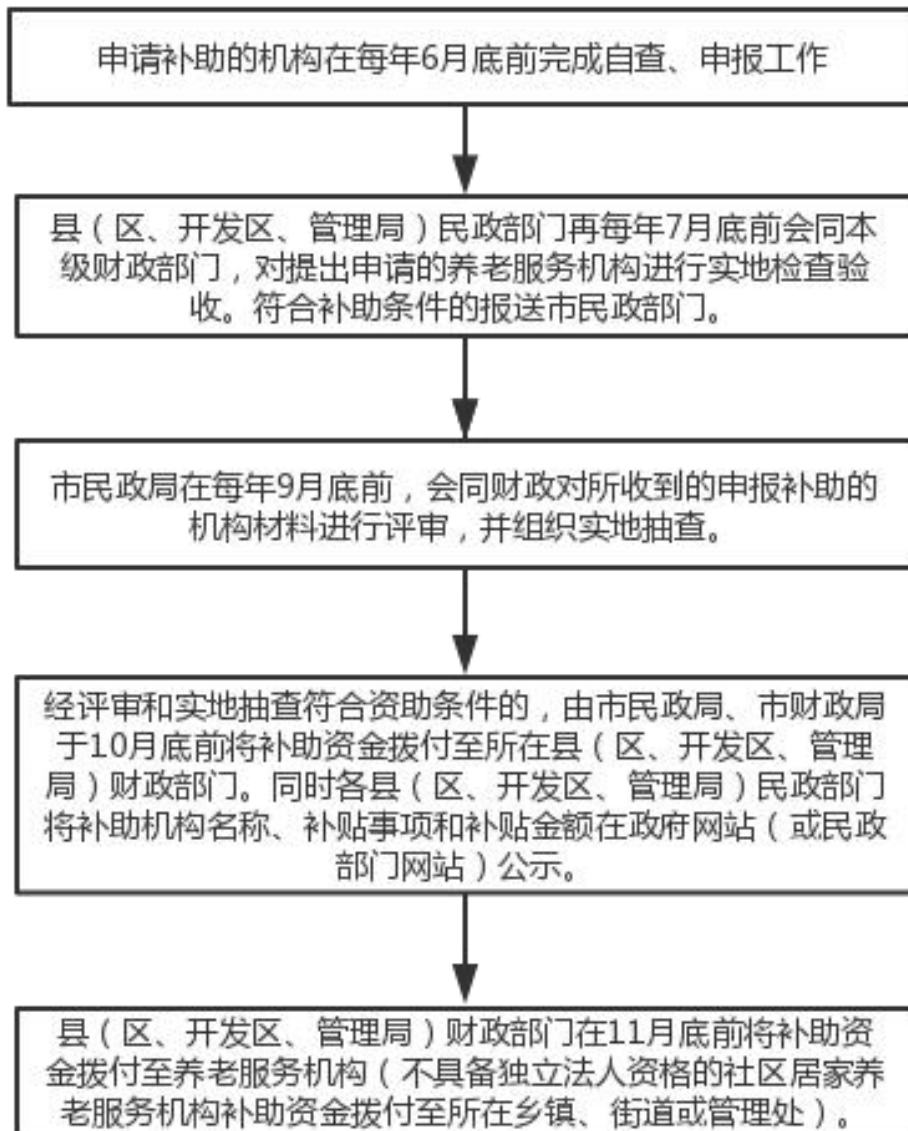 申请补助的机构在每年6月底前完成自查、申报工作
县（区、开发区、管理局）民政部门再每年7月底前会同本
级财政部门，对提出申请的养老服务机构进行实地检查验
收。符合补助条件的报送市民政部门。
市民政局在每年9月底前，会同财政对所收到的申报补助的
机构材料进行评审，并组织实地抽查。
经评审和实地抽查符合资助条件的，由市民政局、市财政局
于10月底前将补助资金拨付至所在县（区、开发区、管理
局）财政部门。同时各县（区、开发区、管理局）民政部门
将补助机构名称、补贴事项和补贴金额在政府网站（或民政
部门网站）公示。
县（区、开发区、管理局）财政部门在11月底前将补助资
金拨付至养老服务机构（不具备独立法人资格的社区居家养
老服务机构补助资金拨付至所在乡镇、街道或管理处）。